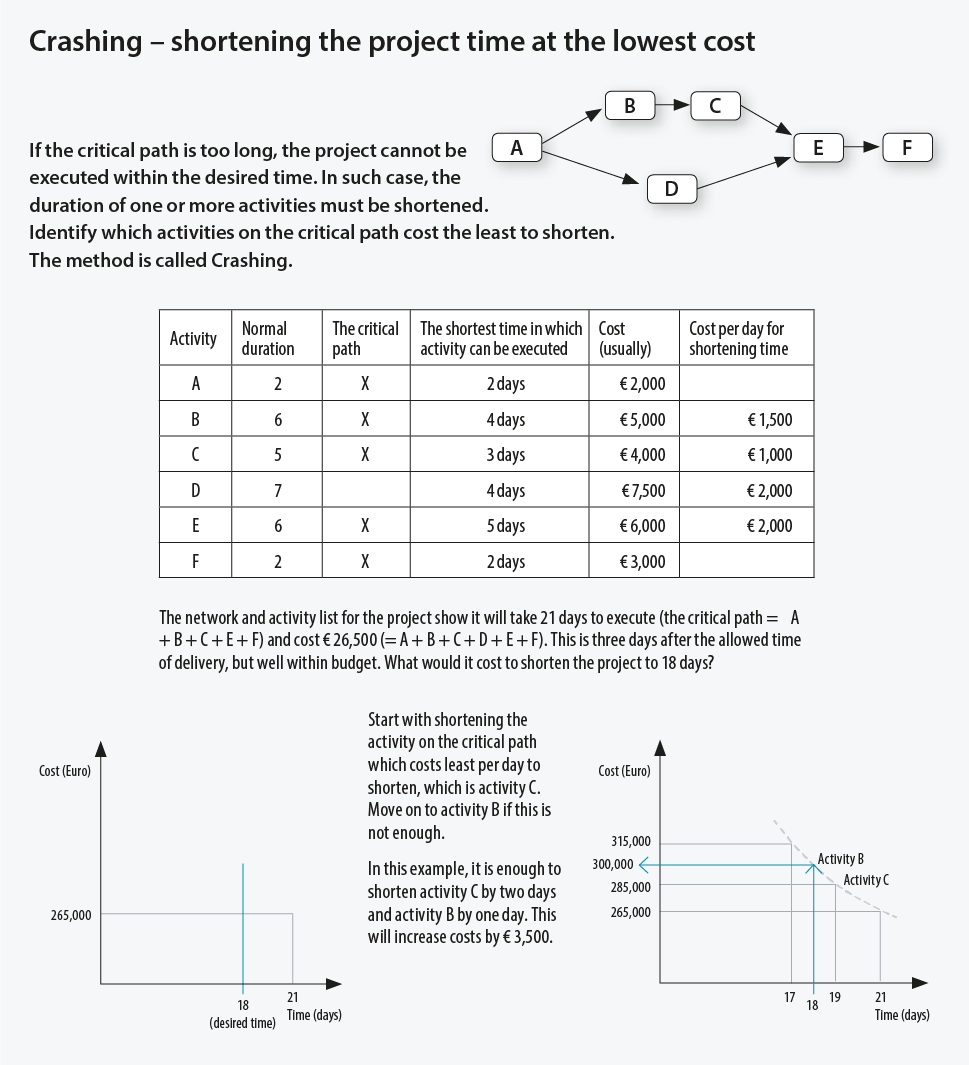 Crashing – shortening the project time at the lowest cost
B
C
A
E
F
D
If the critical path is too long, the project cannot be
executed within the desired time. In such case, the
duration of one or more activities must be shortened.
Identify which activities on the critical path cost the least to shorten.
The method is called Crashing.
Activity Normal duration The critical path The shortest time in which activity can be executed Cost (usually) Cost per day for shortening time
A 2 X 2 days € 2,000
B 6 X 4 days € 5,000 € 1,500
C 5 X 3 days € 4,000 € 1,000
D 7 4 days € 7,500 € 2,000
E 6 X 5 days € 6,000 € 2,000
F 2 X 2 days € 3,000
The network and activity list for the project show it will take 21 days to execute (the critical path = A
+ B + C + E + F) and cost € 26,500 (= A + B + C + D + E + F). This is three days after the allowed time
of delivery, but well within budget. What would it cost to shorten the project to 18 days?
Cost (Euro)
265,000
18
(desired time)
21
Time (days)
Start with shortening the
activity on the critical path
which costs least per day to
shorten, which is activity C.
Move on to activity B if this is
not enough.
In this example, it is enough to
shorten activity C by two days
and activity B by one day. This
will increase costs by € 3,500.
Cost (Euro)
315,000
300,000
285,000
265,000
Activity B
Activity C
17
18
19
21
Time (days)